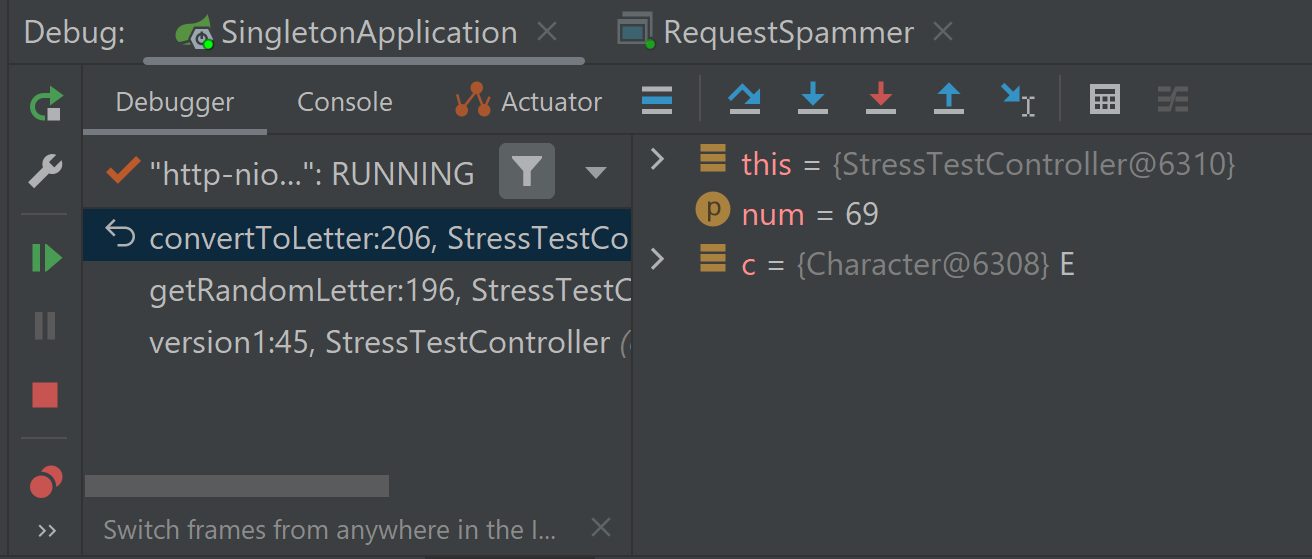 Debug: SingletonApplication RequestSpammer
Debugger Console Actuator
"http-nio...": RUNNING
convertToLetter:206, StressTestCo
getRandomLetter:196, StressTestC
version1:45, StressTestController (
Switch frames from anywhere in the I...
this = {StressTestController@6310}
p num = 69
c = {Character@6308} E